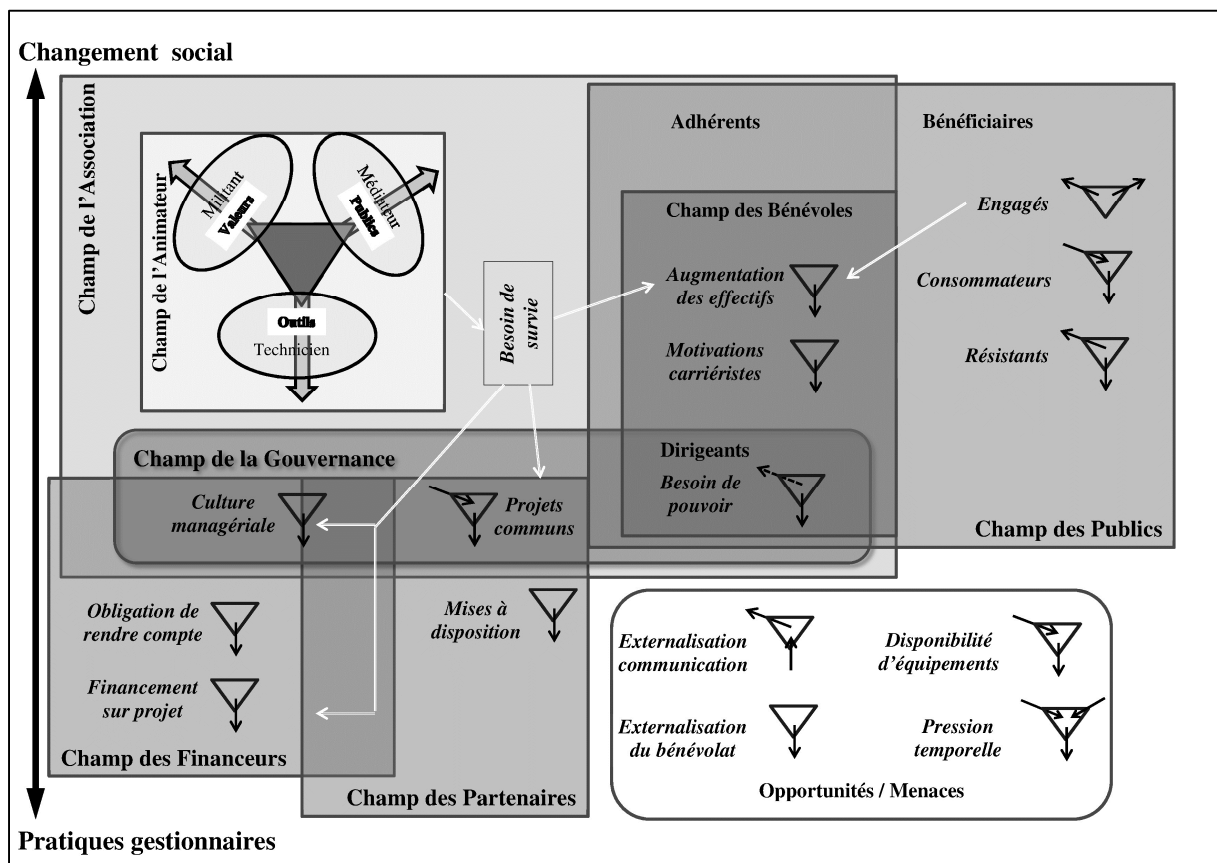 Changement social
Champ de l'Association
Champ de l'Animateur
Militant
Valeurs
Médiateur
Publics
Outils
Technicien
Besoin de
survie
Adhérents
Bénéficiaires
Champ des Bénévoles
Augmentation
des effectifs
Motivations
carriéristes
Engagés
Consommateurs
Résistants
Dirigeants
Besoin de
pouvoir
Champ des Publics
Champ de la Gouvernance
Culture
managériale
Projets
communs
Obligation de
rendre compte
Mises à
disposition
Financement
sur projet
Champ des Financeurs
Champ des Partenaires
Externalisation
communication
Disponibilité
d'équipements
Externalisation
du bénévolat
Pression
temporelle
Opportunités / Menaces
Pratiques gestionnaires